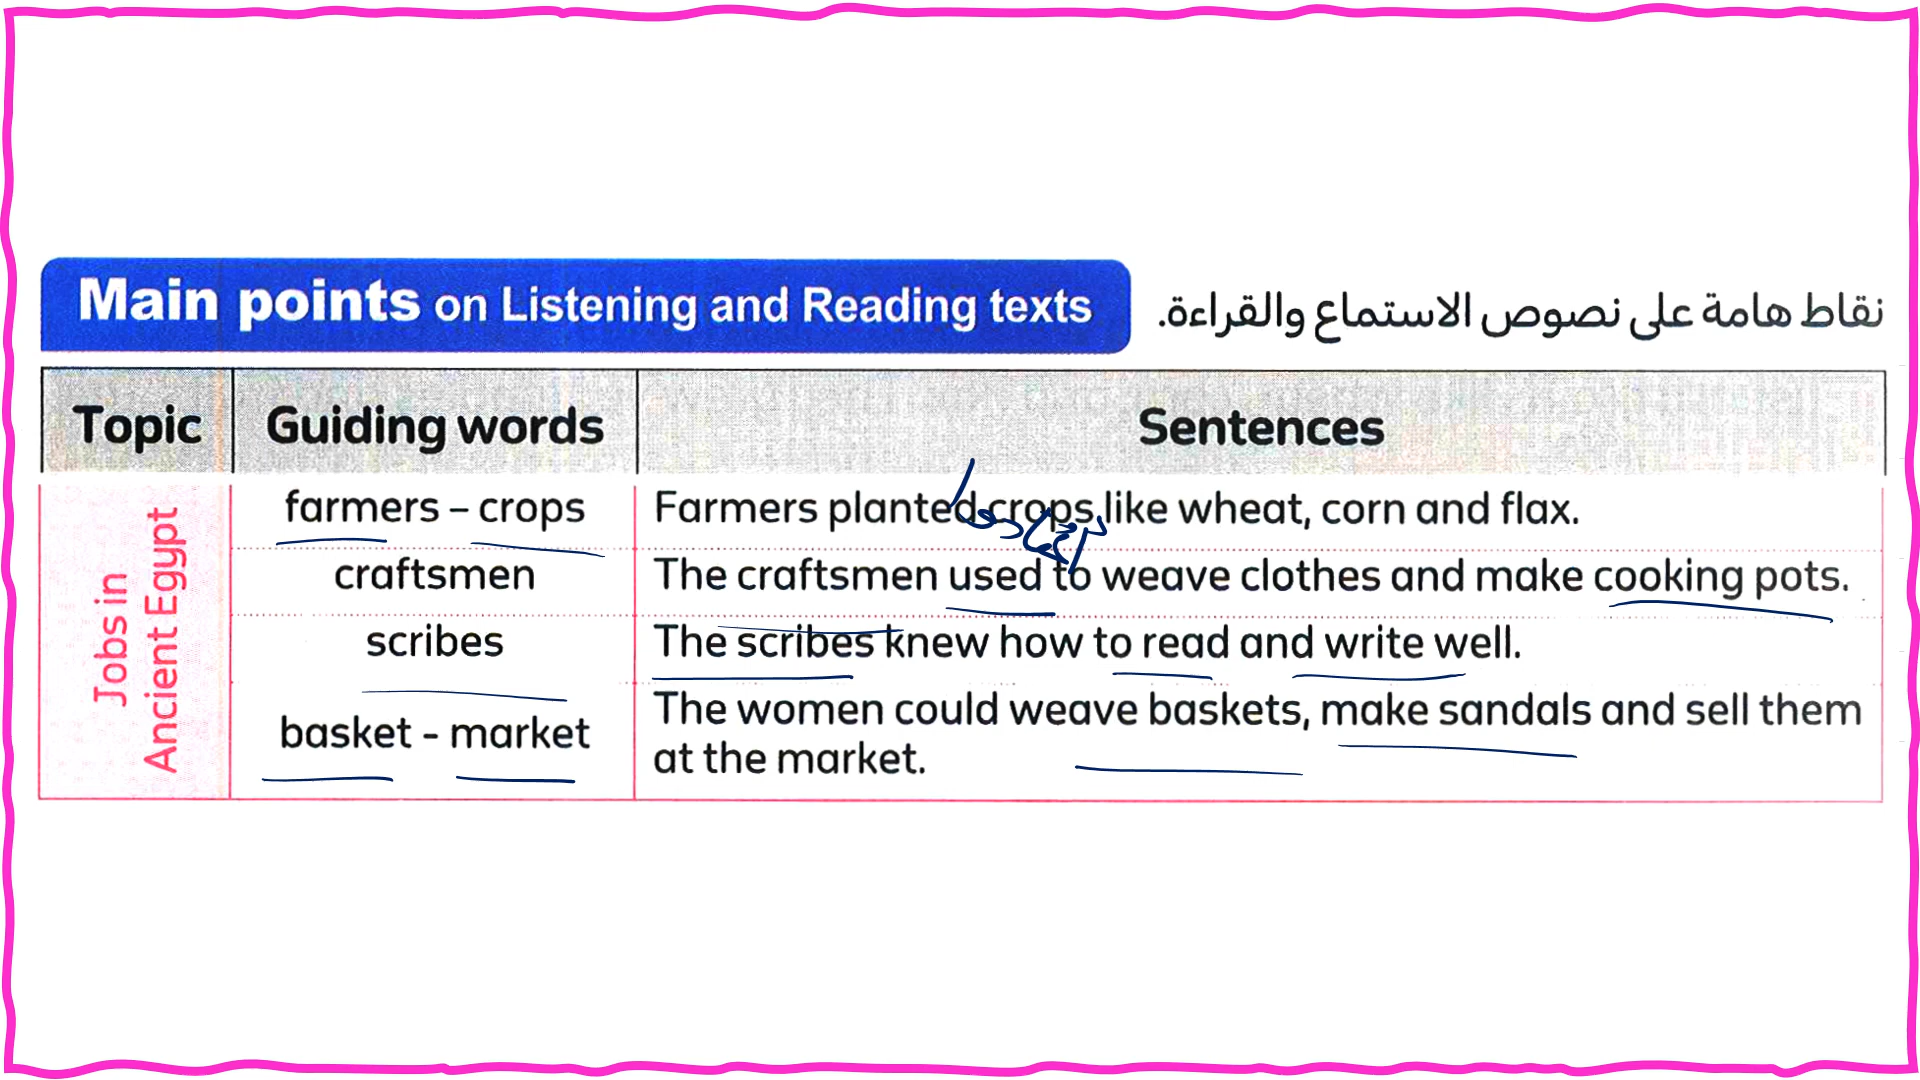 Main points on Listening and Reading texts
نقاط هامة على نصوص الاستماع والقراءة.
Topic Guiding words Sentences
Jobs in
Ancient Egypt
farmers – crops Farmers planted crops like wheat, corn and flax.
craftsmen The craftsmen used to weave clothes and make cooking pots.
scribes The scribes knew how to read and write well.
basket - market The women could weave baskets, make sandals and sell them
at the market.